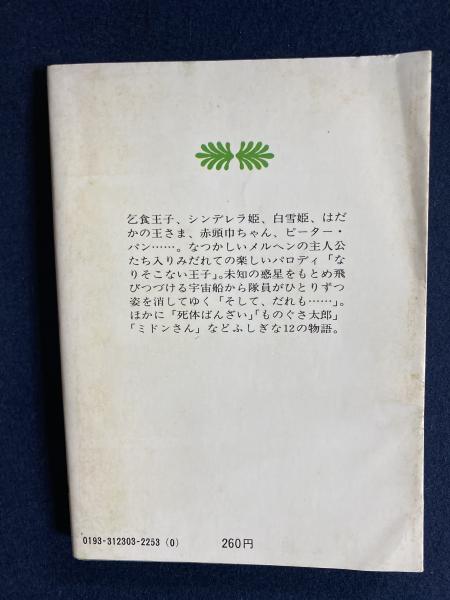 乞食王子、シンデレラ姫、白雪姫、はだ
かの王さま、赤頭巾ちゃん、ピーター・
パン……。なつかしいメルヘンの主人公
たち入りみだれての楽しいパロディ「な
りそこない王子」。未知の惑星をもとめ飛
びつづける宇宙船から隊員がひとりずつ
姿を消してゆく「そして、だれも……」。
ほかに「死体ばんざい」「ものぐさ太郎」
「ミドンさん」などふしぎな12の物語。
0193-312303-2253 (0) 260円